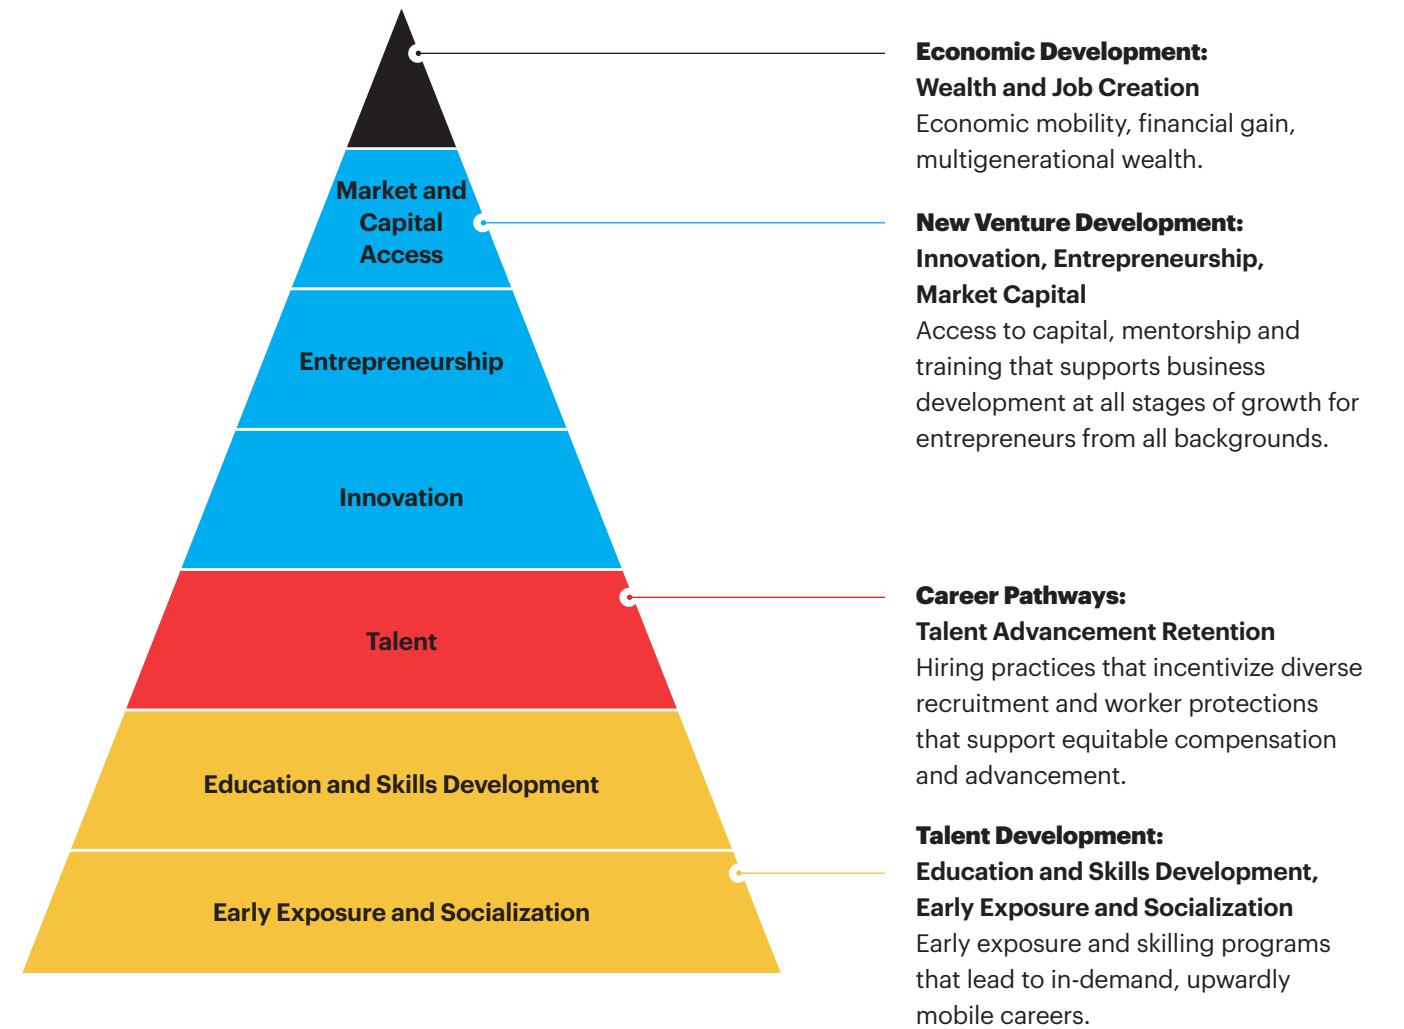 Market and
Capital
Access
Entrepreneurship
Innovation
Talent
Education and Skills Development
Early Exposure and Socialization
Economic Development:
Wealth and Job Creation
Economic mobility, financial gain,
multigenerational wealth.
New Venture Development:
Innovation, Entrepreneurship,
Market Capital
Access to capital, mentorship and
training that supports business
development at all stages of growth for
entrepreneurs from all backgrounds.
Career Pathways:
Talent Advancement Retention
Hiring practices that incentivize diverse
recruitment and worker protections
that support equitable compensation
and advancement.
Talent Development:
Education and Skills Development,
Early Exposure and Socialization
Early exposure and skilling programs
that lead to in-demand, upwardly
mobile careers.